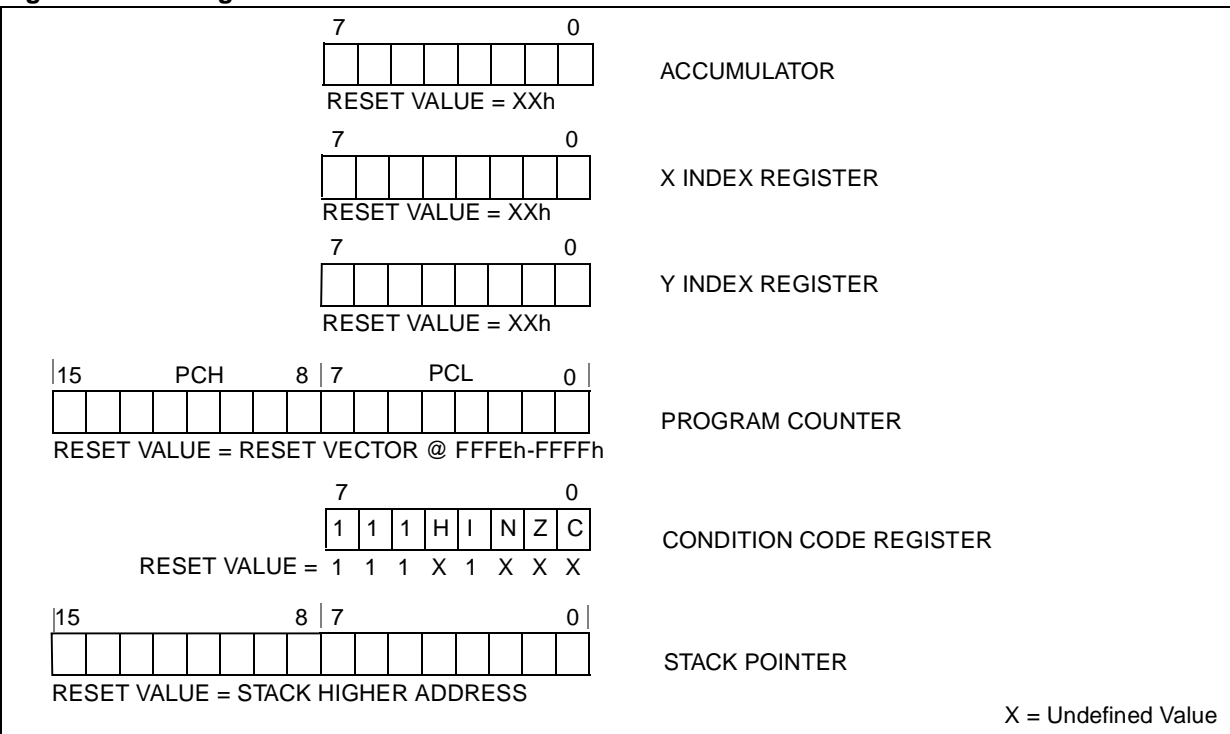 7 0
ACCUMULATOR
RESET VALUE = XXh
7 0
X INDEX REGISTER
RESET VALUE = XXh
7 0
Y INDEX REGISTER
RESET VALUE = XXh
15 PCH 8 7 PCL 0
PROGRAM COUNTER
RESET VALUE = RESET VECTOR @ FFFEh-FFFFh
7 0
1 1 1 H I N Z C
CONDITION CODE REGISTER
RESET VALUE = 1 1 1 X 1 X X X
15 8 7 0
STACK POINTER
RESET VALUE = STACK HIGHER ADDRESS
X = Undefined Value